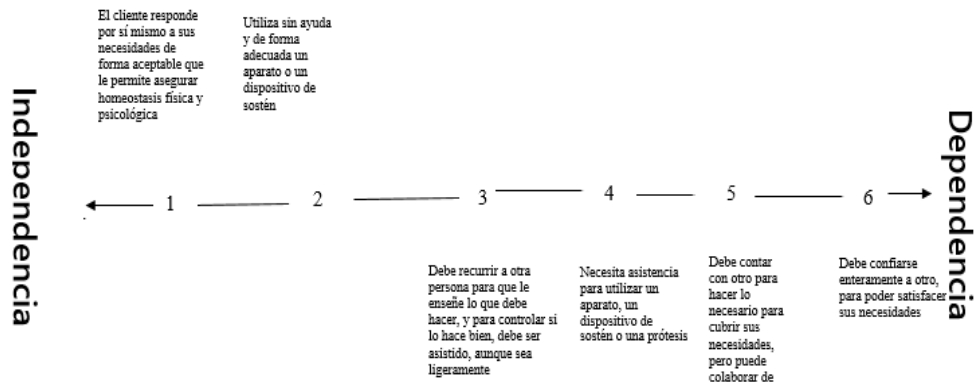 El cliente responde
por sí mismo a sus
necesidades de
forma aceptable que
le permite asegurar
homeostasis física y
psicológica
Utiliza sin ayuda
y de forma
adecuada un
aparato o un
dispositivo de
sostén
Independencia
1
2
3
4
5
6
Dependencia
Debe recurrir a otra
persona para que le
enseñe lo que debe
hacer, y para controlar si
lo hace bien, debe ser
asistido, aunque sea
ligeramente
Necesita asistencia
para utilizar un
aparato, un
dispositivo de
sostén o una prótesis
Debe contar
con otro para
hacer lo
necesario para
cubrir sus
necesidades,
pero puede
colaborar de
Debe confiarse
enteramente a otro,
para poder satisfacer
sus necesidades